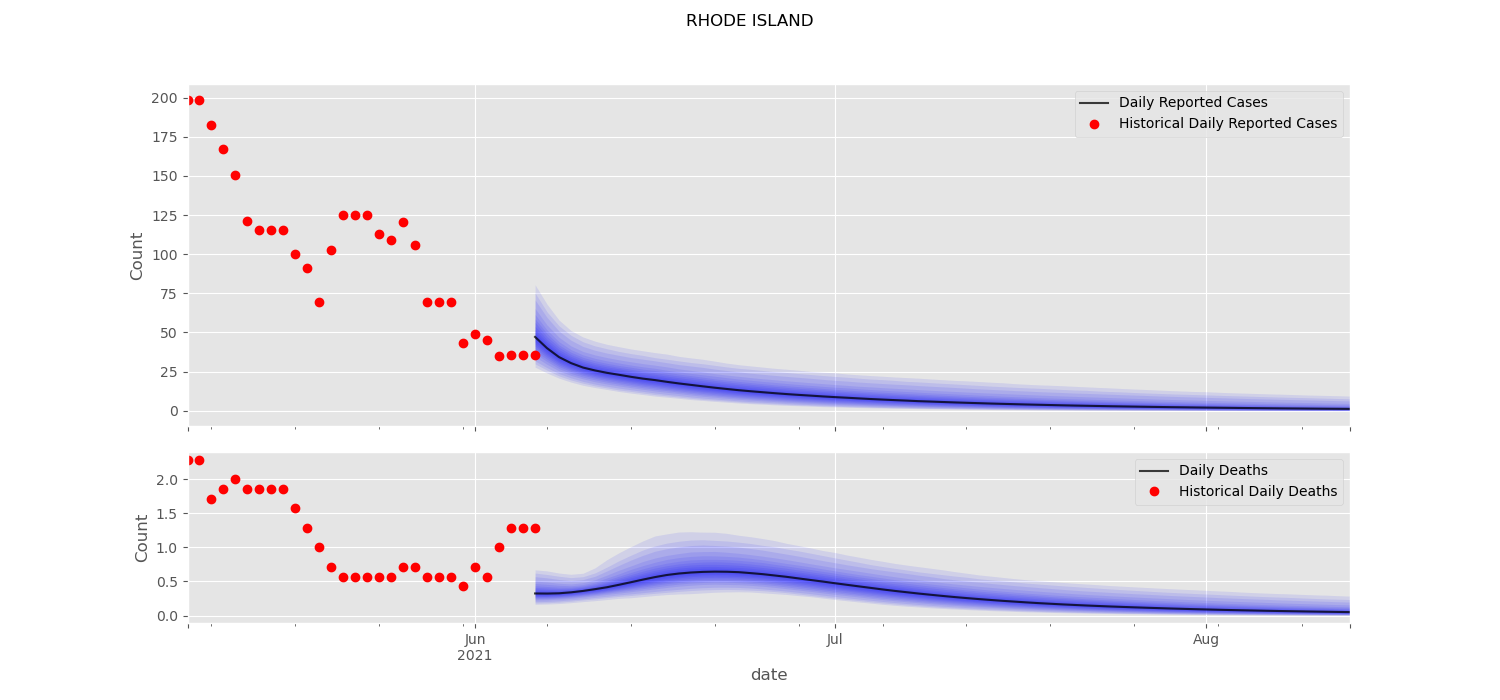 RHODE ISLAND
200
175
150
125
100
75
50
25
0
Count
Daily Reported Cases
Historical Daily Reported Cases
2.0
1.5
1.0
0.5
0.0
Count
Daily Deaths
Historical Daily Deaths
Jun
2021
Jul
Aug
date